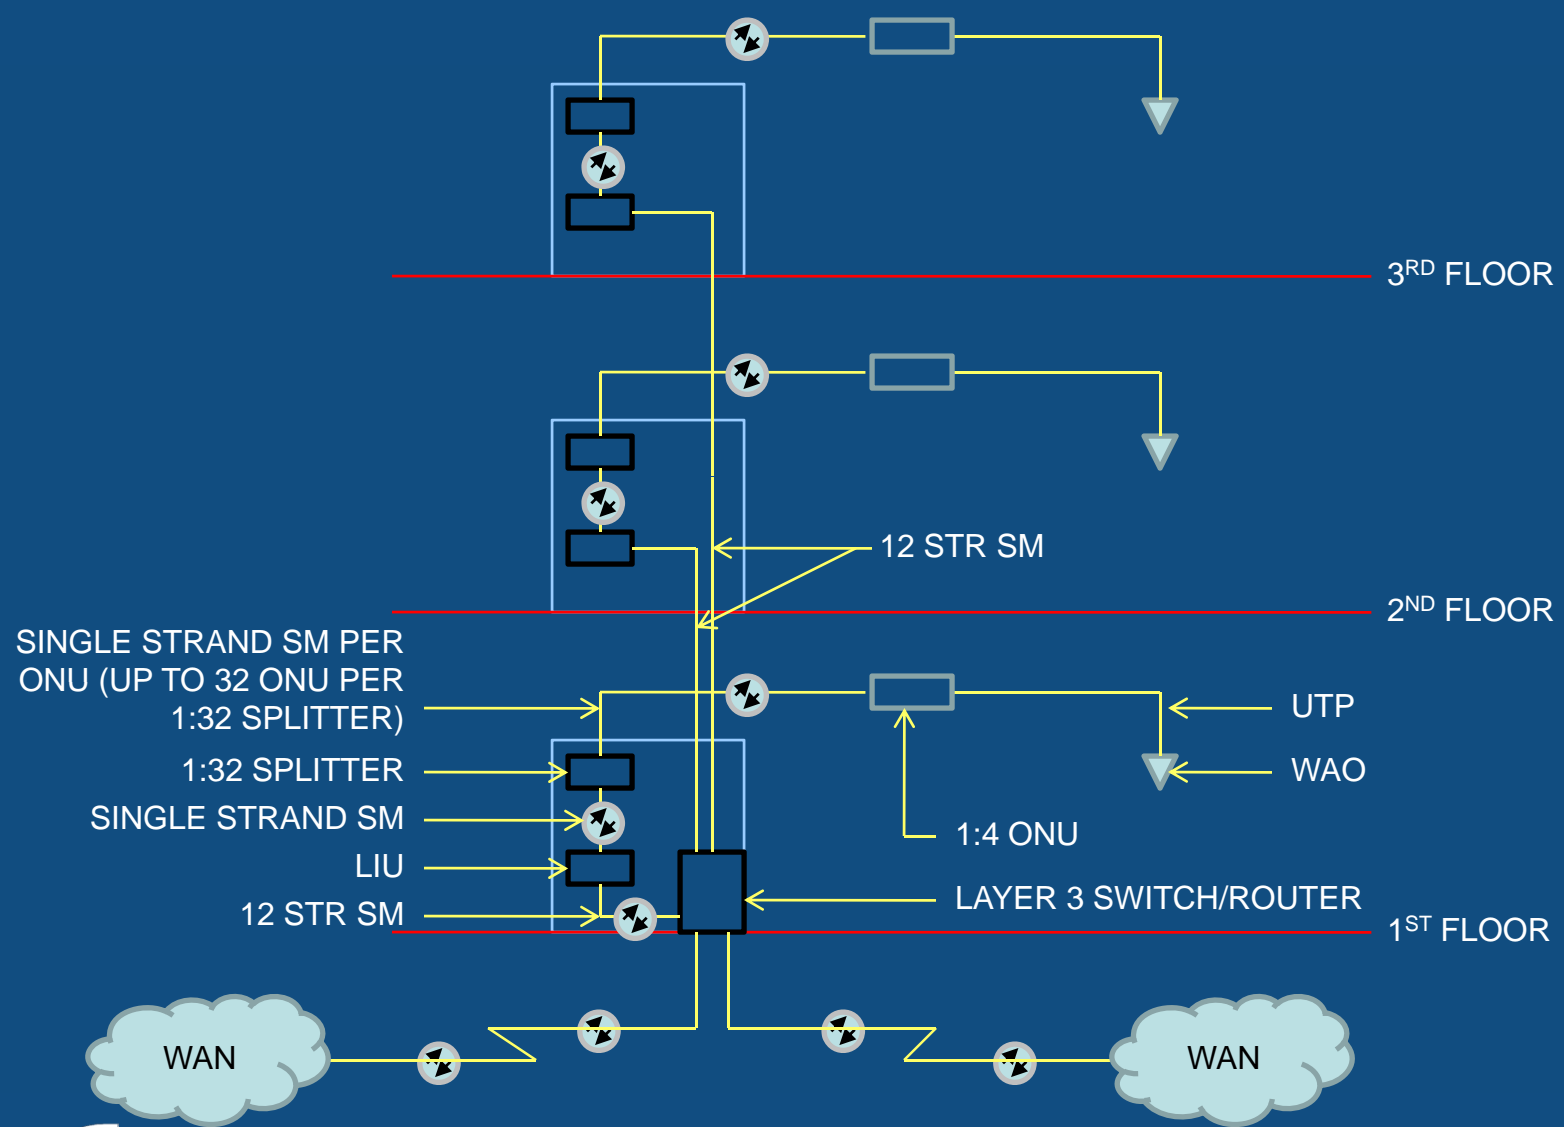 3RD FLOOR
12 STR SM
2ND FLOOR
SINGLE STRAND SM PER
ONU (UP TO 32 ONU PER
1:32 SPLITTER)
UTP
1:32 SPLITTER
WAO
SINGLE STRAND SM
1:4 ONU
LIU
LAYER 3 SWITCH/ROUTER
12 STR SM
1ST FLOOR
WAN
WAN